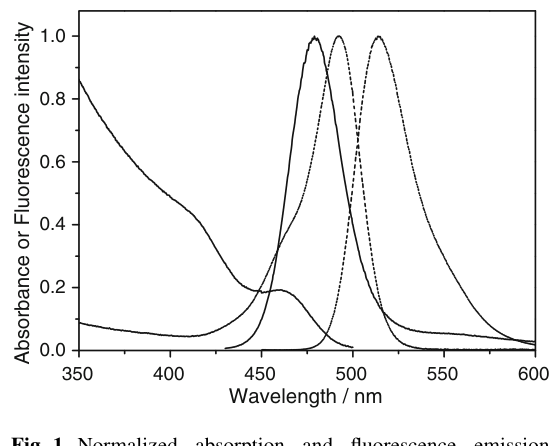 Absorbance or Fluorescence intensity
1.0
0.8
0.6
0.4
0.2
0.0
350 400 450 500 550 600
Wavelength / nm
Fig. 1 Normalized absorption and fluorescence emission